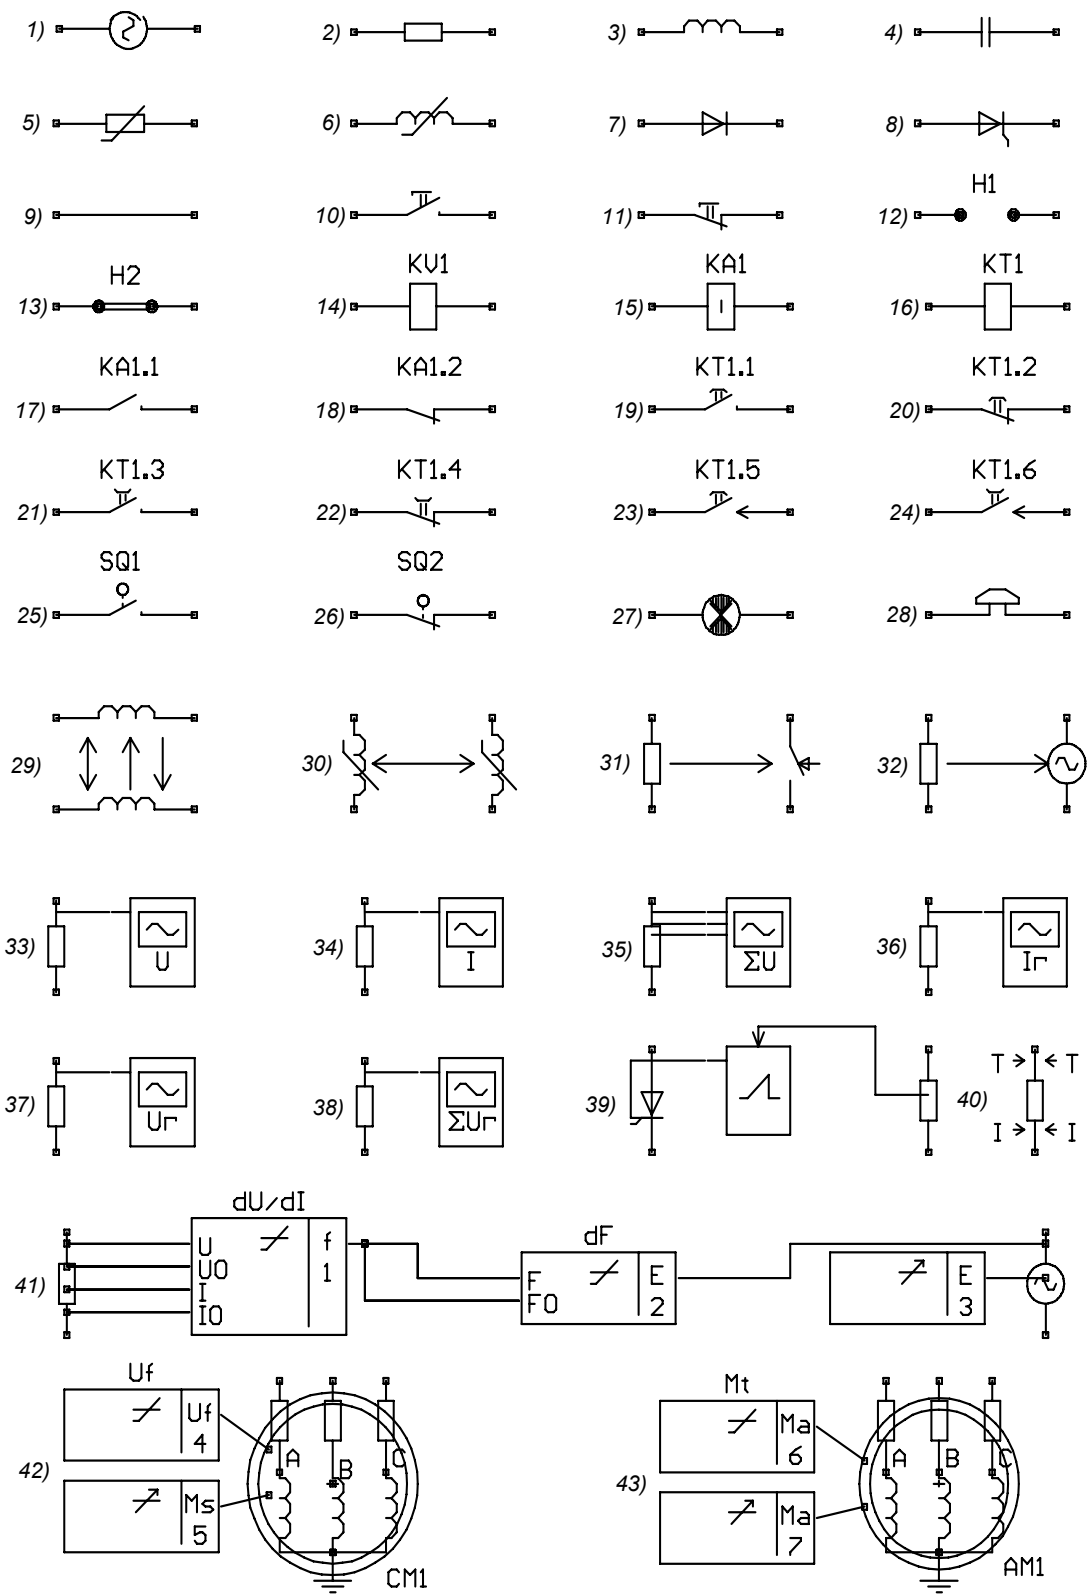 1) 2) 3) 4)
5) 6) 7) 8)
H1
9) 10) 11) 12)
H2 KV1 KA1 KT1
13) 14) 15) I 16)
KA1.1 KA1.2 KT1.1 KT1.2
17) 18) 19) 20)
KT1.3 KT1.4 KT1.5 KT1.6
21) 22) 23) 24)
SQ1 SQ2
25) 26) 27) 28)
29) 30) 31) 32)
33) U 34) I 35) ΣU 36) Ir
37) Ur 38) ΣUr 39) 40) T T
I I
dU/dI
dF
41) U f
U0 1
I
I0
F E E
F0 2 3
Uf Mt
Uf Ma
4 6
A B C A B C
42) 43)
Ms Ma
5 7
CM1 AM1